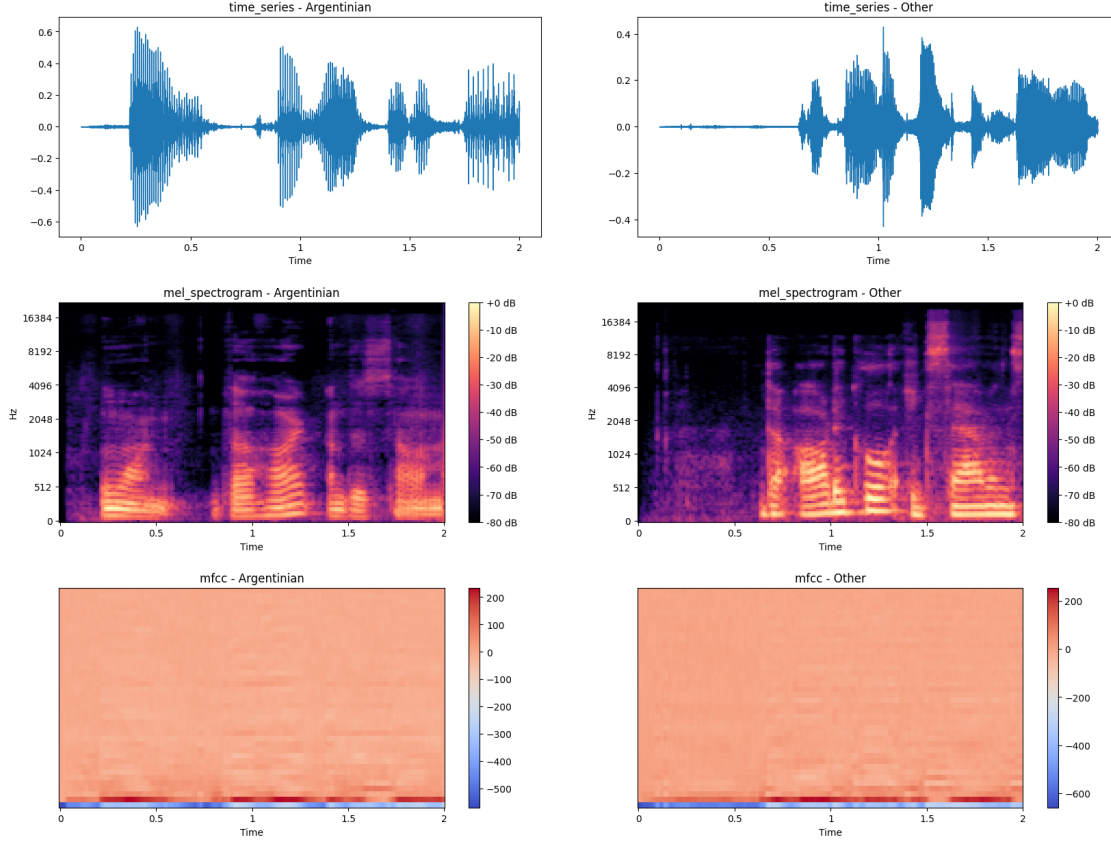 time_series - Argentinian
0.6
0.4
0.2
0.0
−0.2
−0.4
−0.6
0
0.5
1
1.5
2
Time
time_series - Other
0.4
0.2
0.0
−0.2
−0.4
0
0.5
1
1.5
2
Time
mel_spectrogram - Argentinian
Hz
16384
8192
4096
2048
1024
512
0
0
0.5
1
1.5
2
Time
+0 dB
-10 dB
-20 dB
-30 dB
-40 dB
-50 dB
-60 dB
-70 dB
-80 dB
mel_spectrogram - Other
Hz
16384
8192
4096
2048
1024
512
0
0
0.5
1
1.5
2
Time
+0 dB
-10 dB
-20 dB
-30 dB
-40 dB
-50 dB
-60 dB
-70 dB
-80 dB
mfcc - Argentinian
0
0.5
1
1.5
2
Time
200
100
0
−100
−200
−300
−400
−500
mfcc - Other
0
0.5
1
1.5
2
Time
200
0
−200
−400
−600